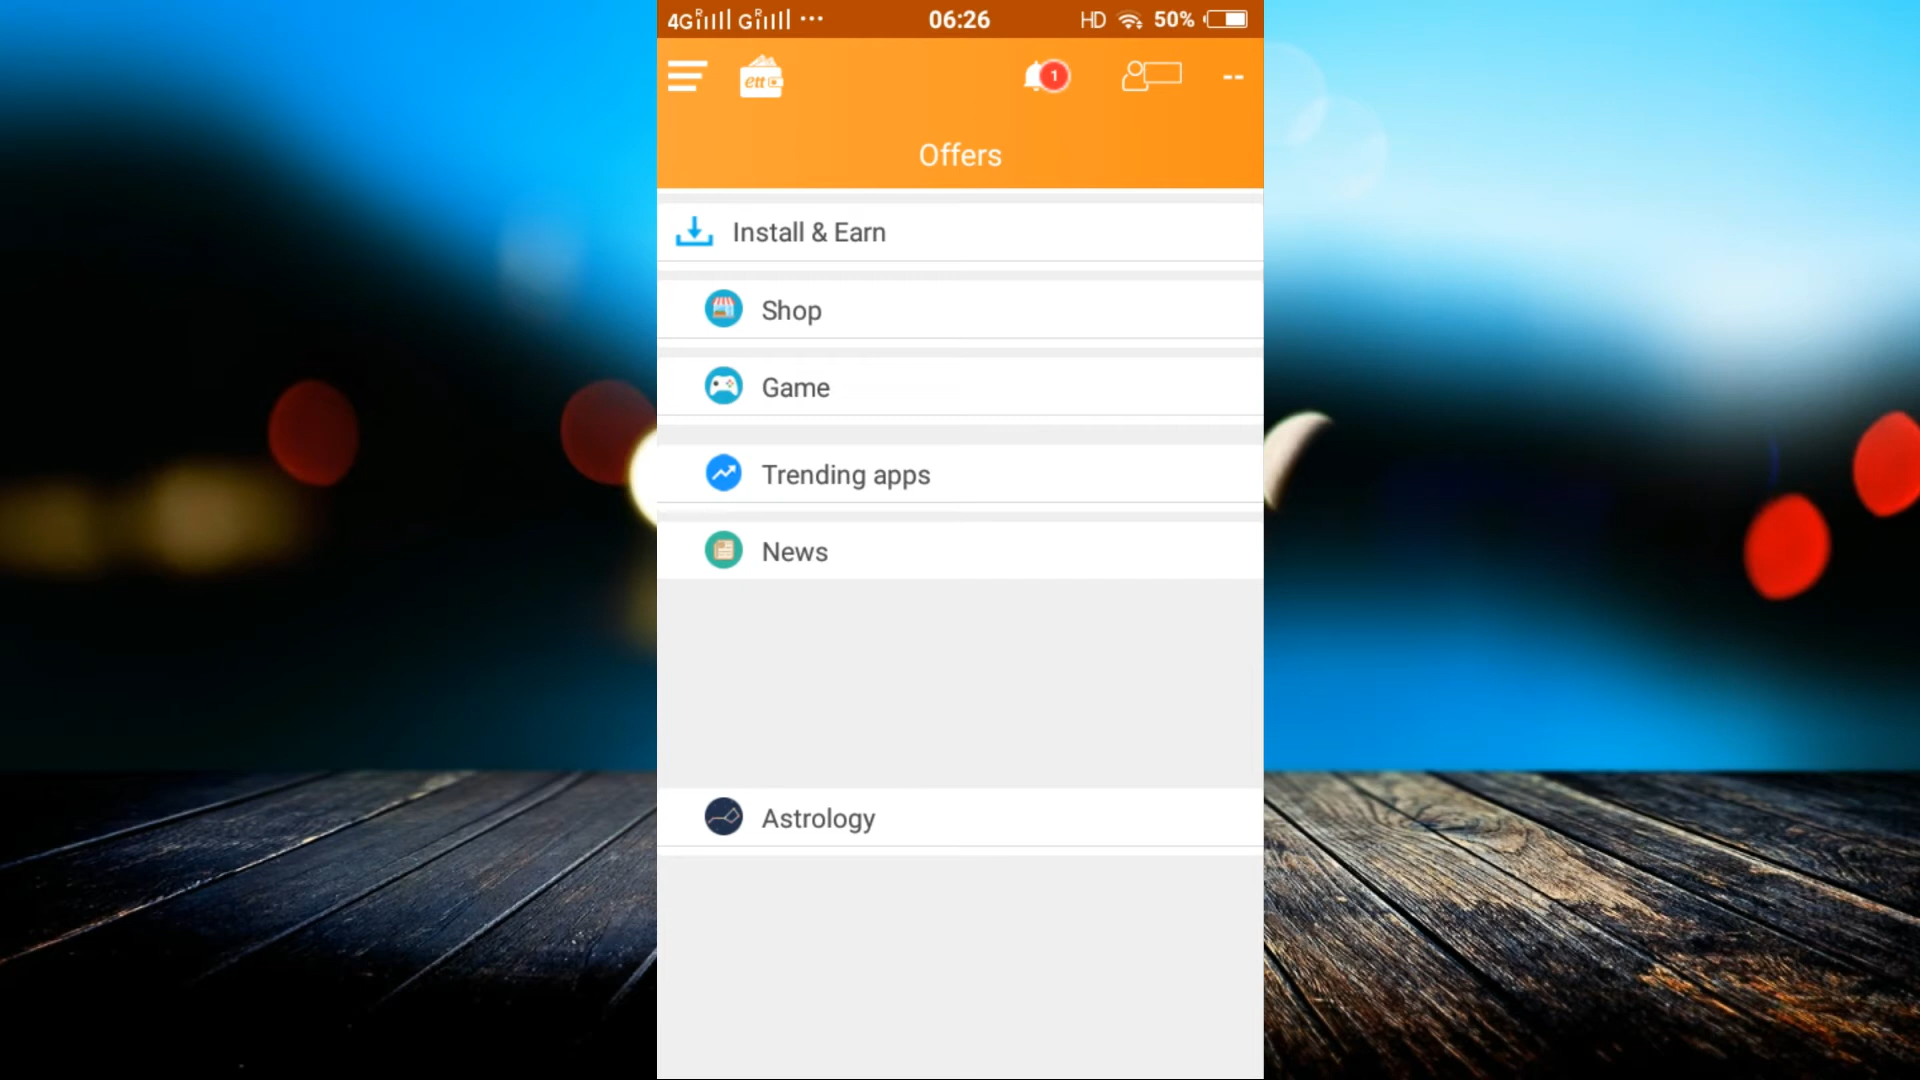 4G R G R ... 06:26 HD 50%
ett 1 --
Offers
Install & Earn
Shop
Game
Trending apps
News
Astrology